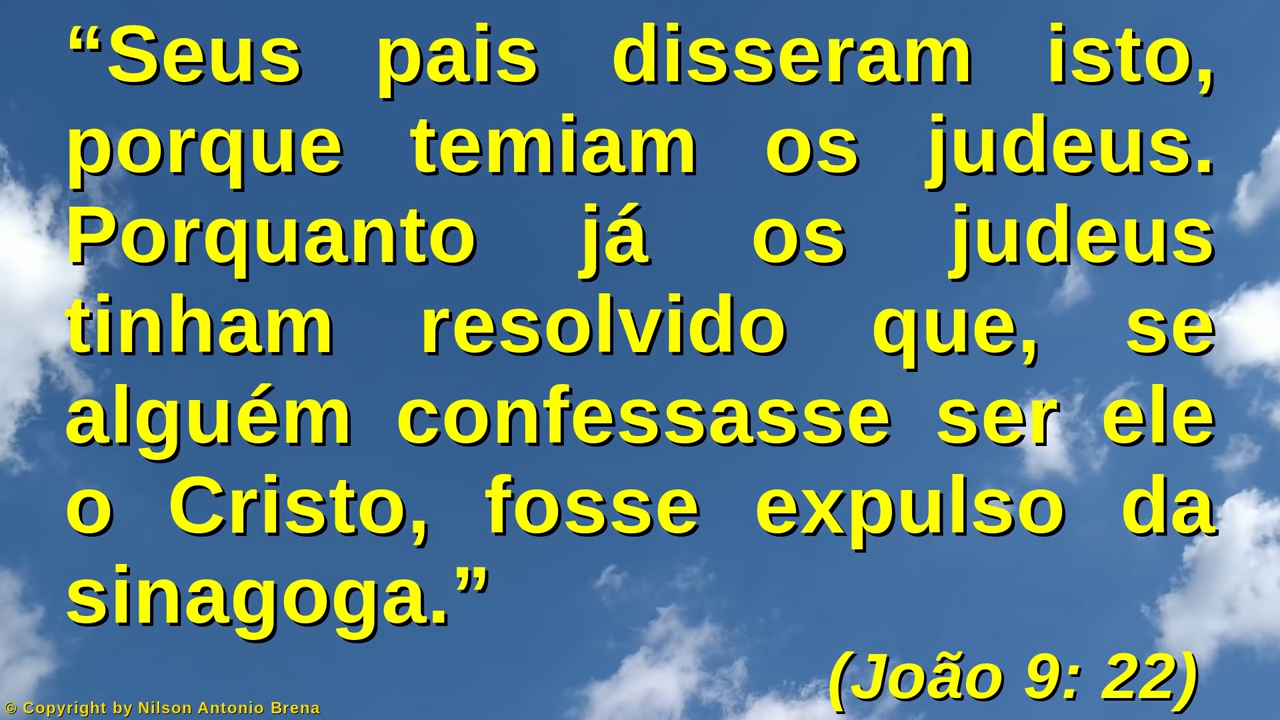 “Seus pais disseram isto,
porque temiam os judeus.
Porquanto já os judeus
tinham resolvido que, se
alguém confessasse ser ele
o Cristo, fosse expulso da
sinagoga.”
(João 9: 22)
© Copyright by Nilson Antonio Brena